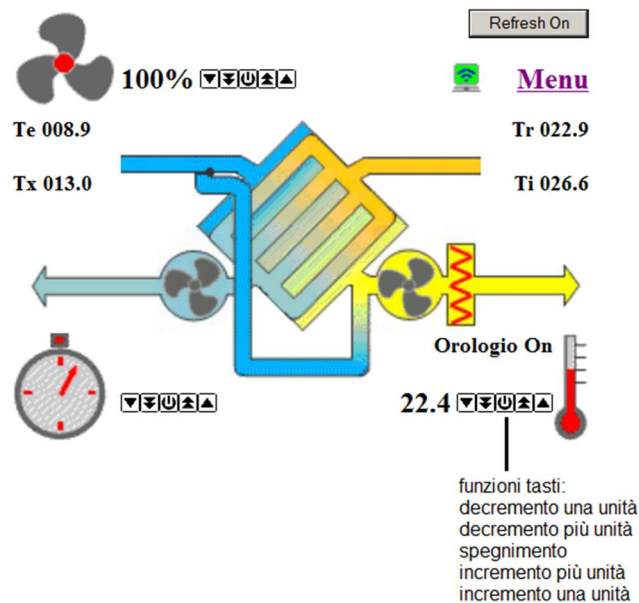 Refresh On
100%
Menu
Te 008.9
Tr 022.9
Tx 013.0
Ti 026.6
Orologio On
22.4
funzioni tasti:
decremento una unità
decremento più unità
spegnimento
incremento più unità
incremento una unità